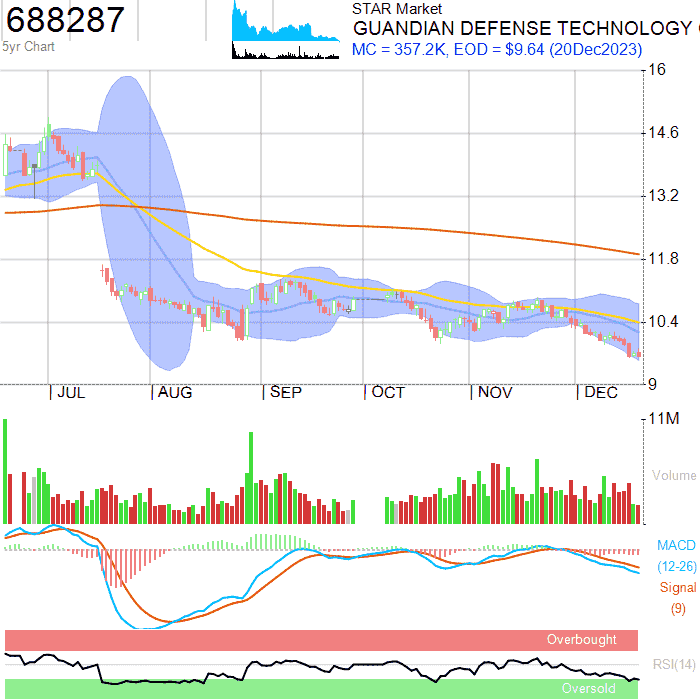 688287
STAR Market
GUANDIAN DEFENSE TECHNOLOGY
5yr Chart
MC = 357.2K, EOD = $9.64 (20Dec2023)
16
14.6
13.2
11.8
10.4
9
JUL AUG SEP OCT NOV DEC
11M
Volume
MACD
(12-26)
Signal
(9)
Overbought
RSI(14)
Oversold